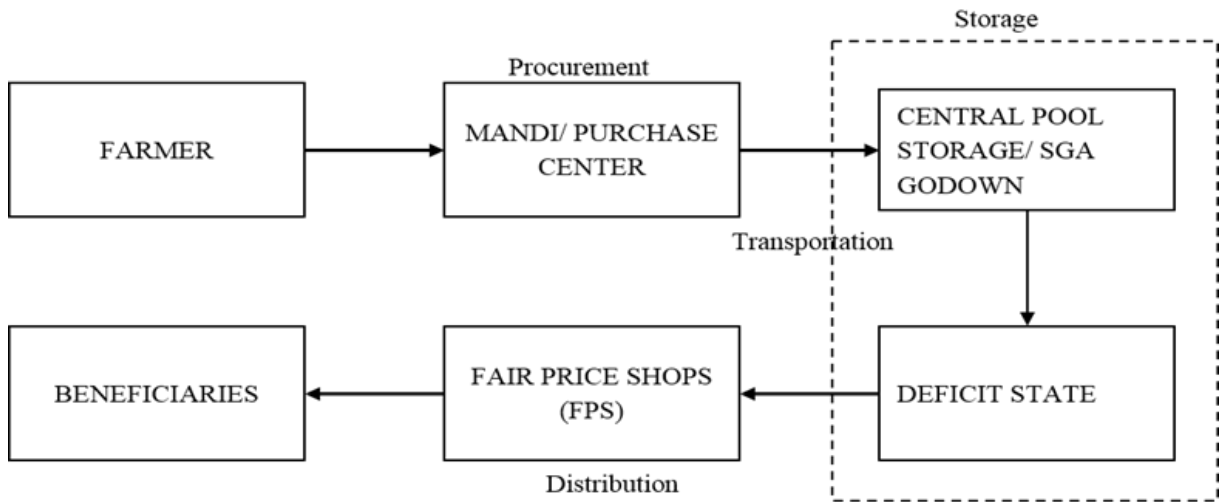 Storage
Procurement
FARMER
MANDI/ PURCHASE
CENTER
CENTRAL POOL
STORAGE/ SGA
GODOWN
Transportation
BENEFICIARIES
FAIR PRICE SHOPS
(FPS)
DEFICIT STATE
Distribution